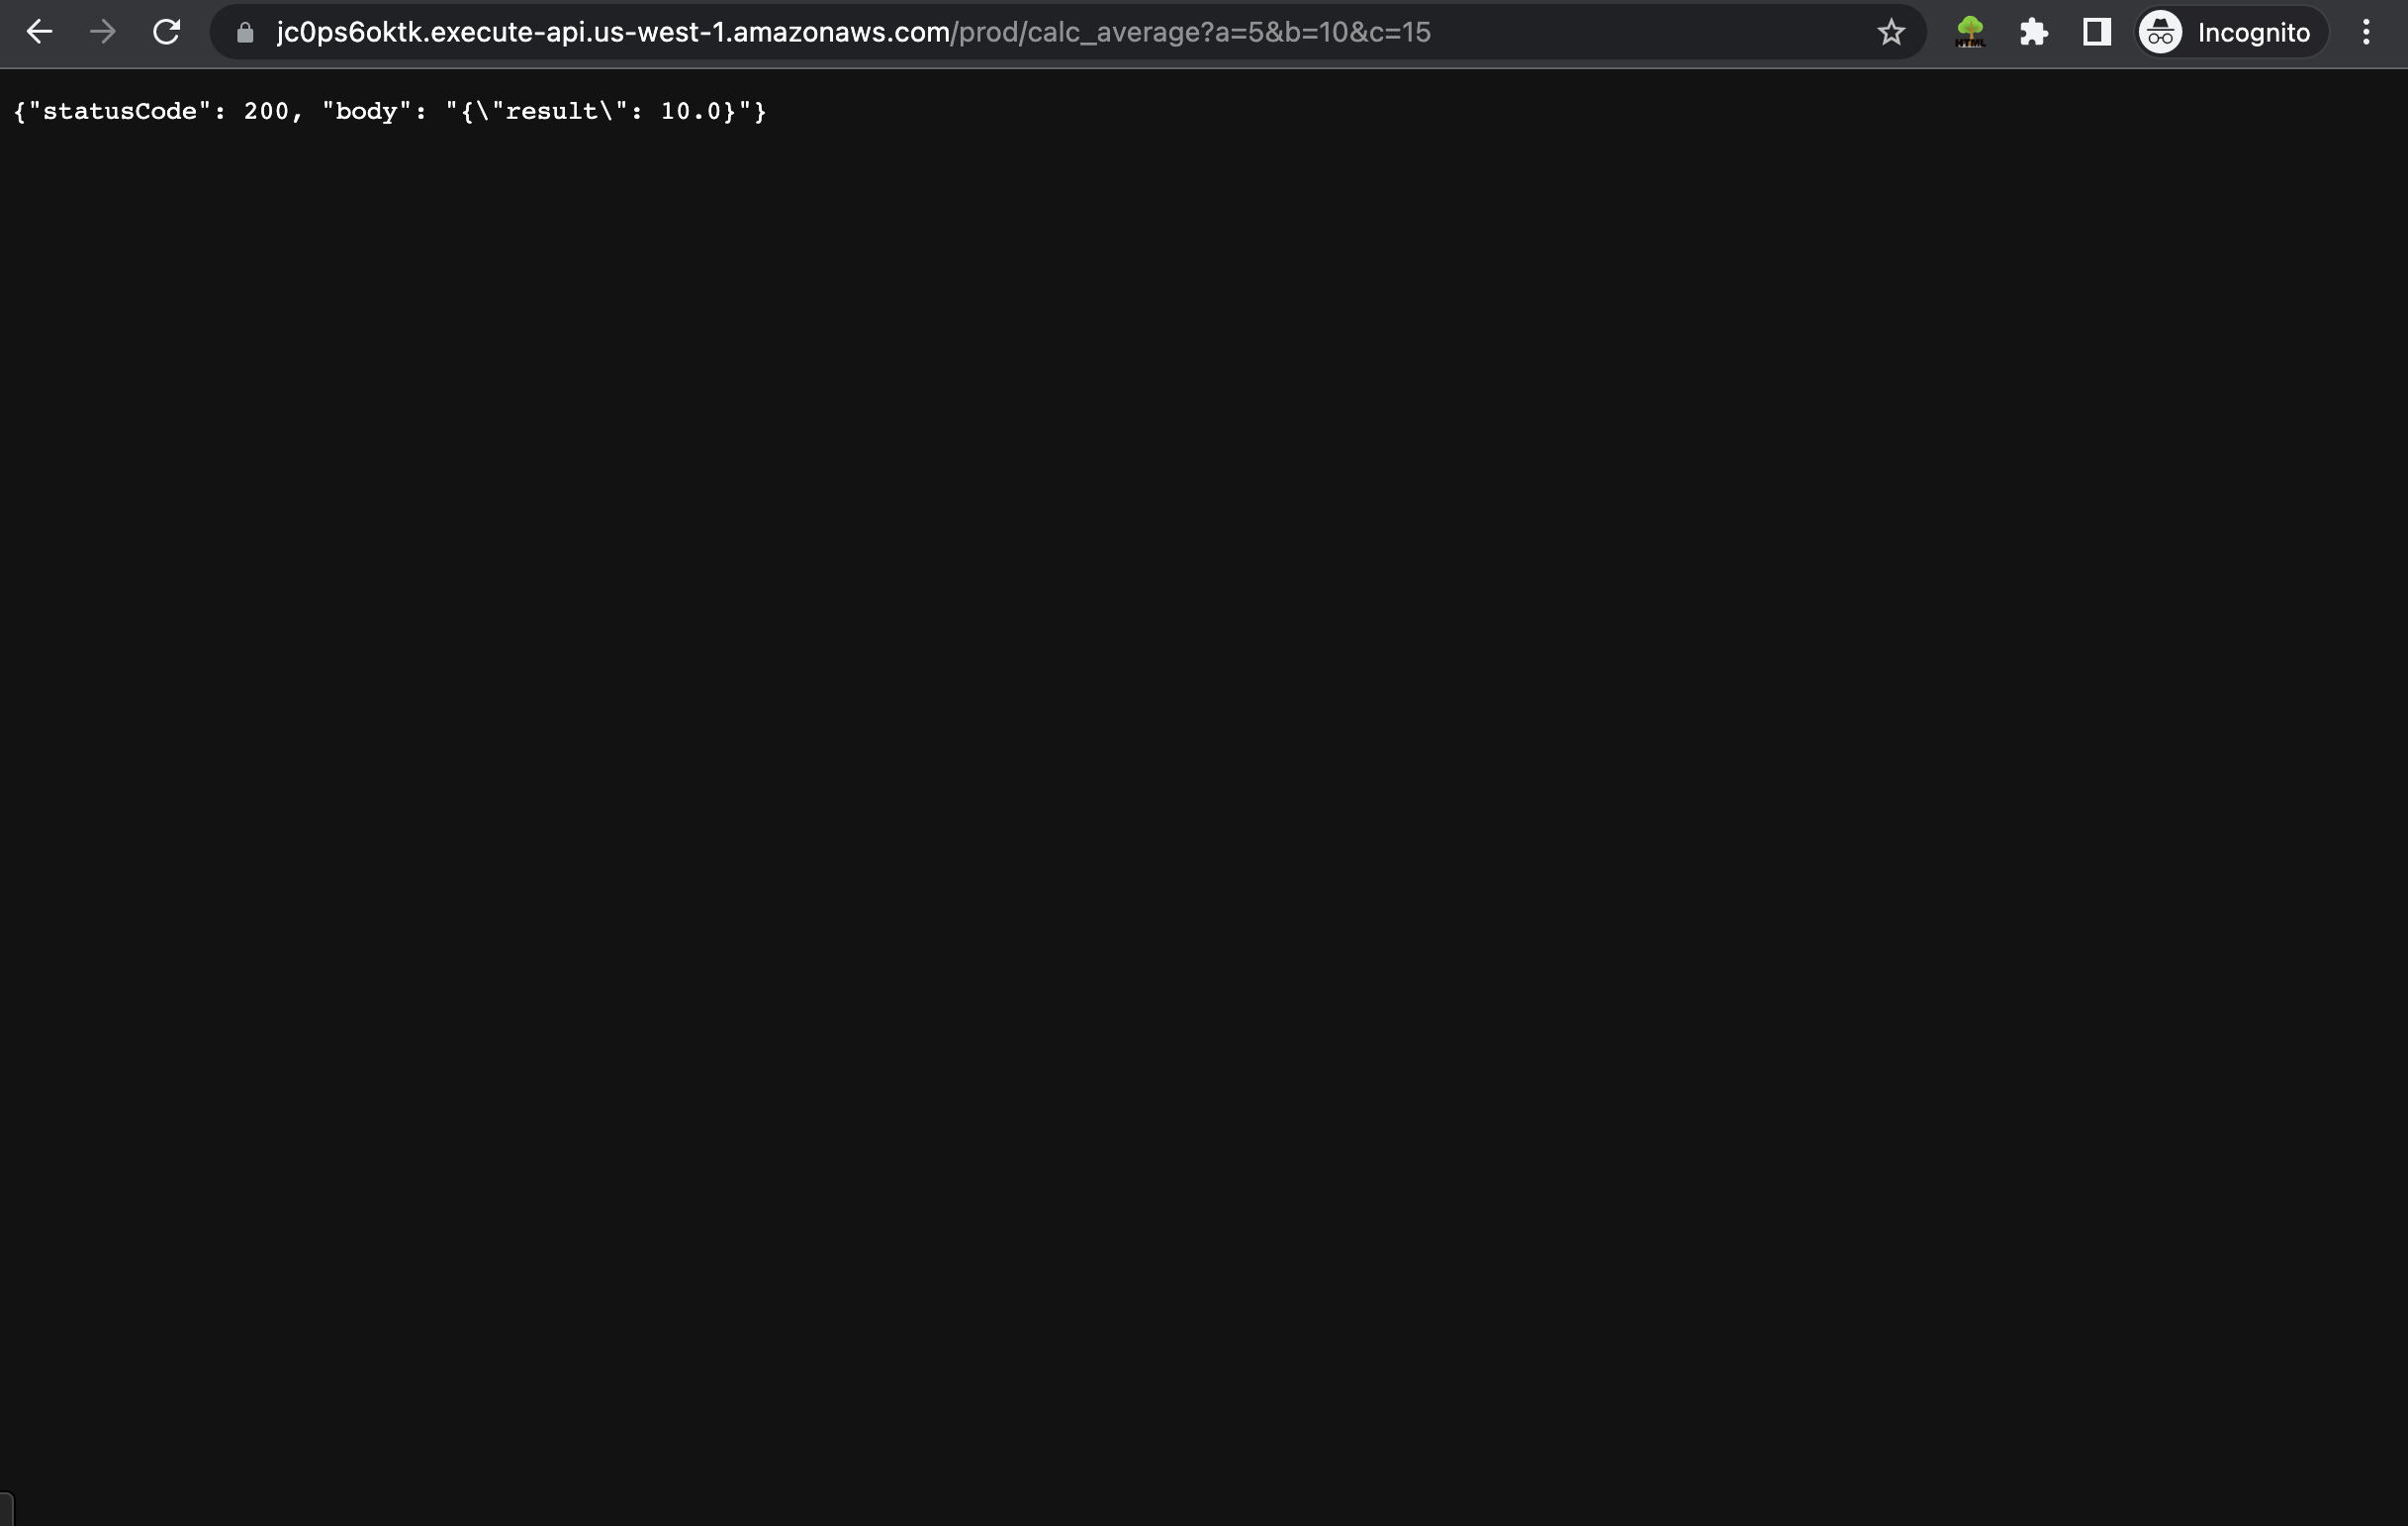 jc0ps6oktk.execute-api.us-west-1.amazonaws.com/prod/calc_average?a=5&b=10&c=15
HTML
Incognito
{"statusCode": 200, "body": "{\"result\": 10.0}"}